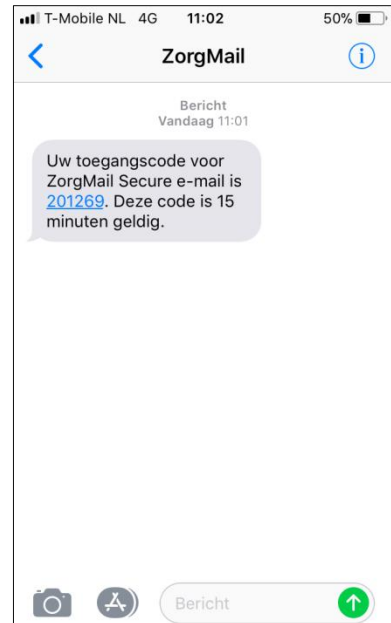 T-Mobile NL 4G 11:02 50%
ZorgMail
Bericht
Vandaag 11:01
Uw toegangscode voor
ZorgMail Secure e-mail is
201269. Deze code is 15
minuten geldig.
Bericht